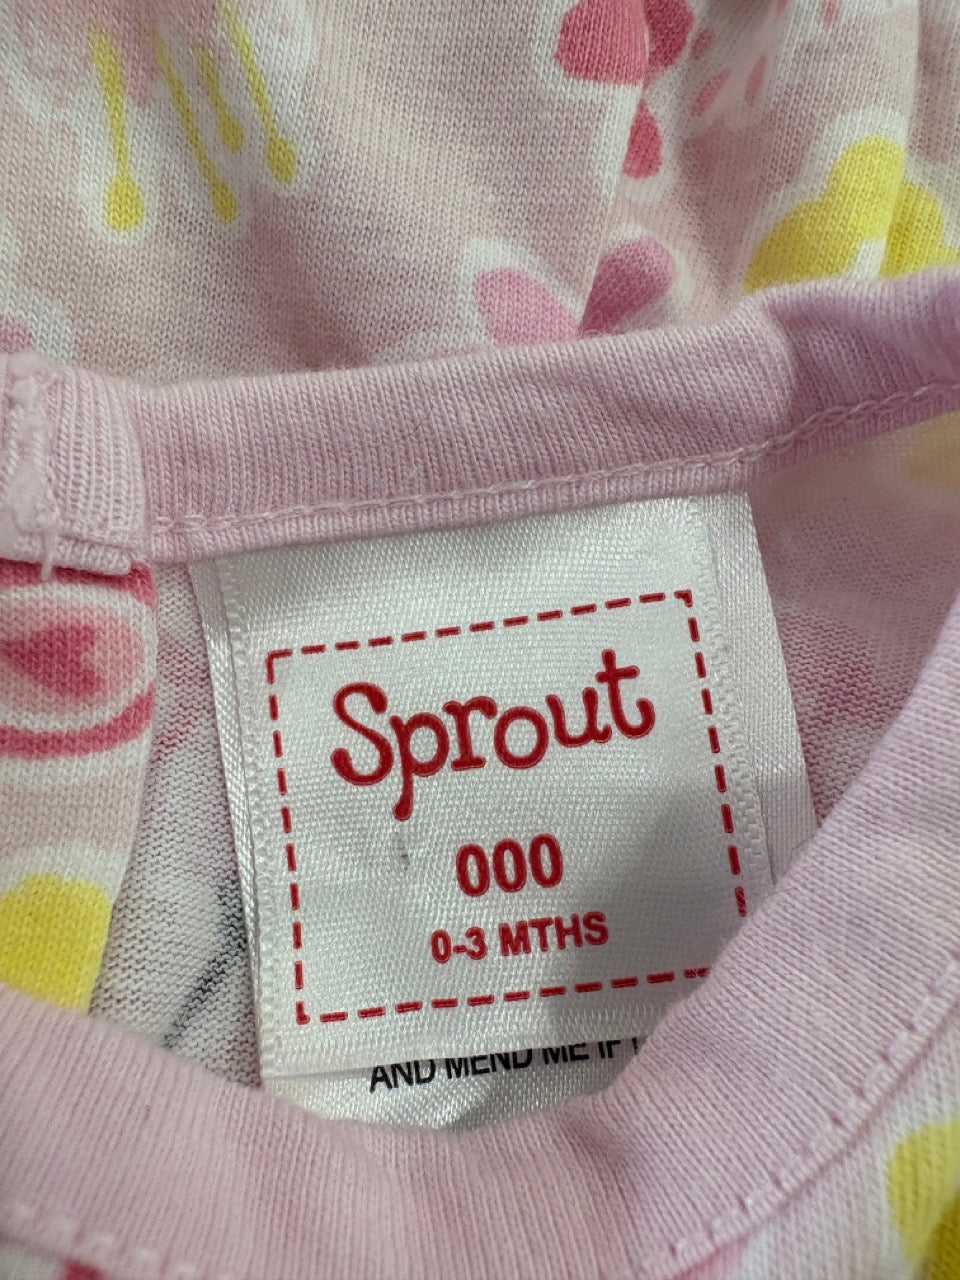 Sprout
000
0-3 MTHS
AND MEND ME IF